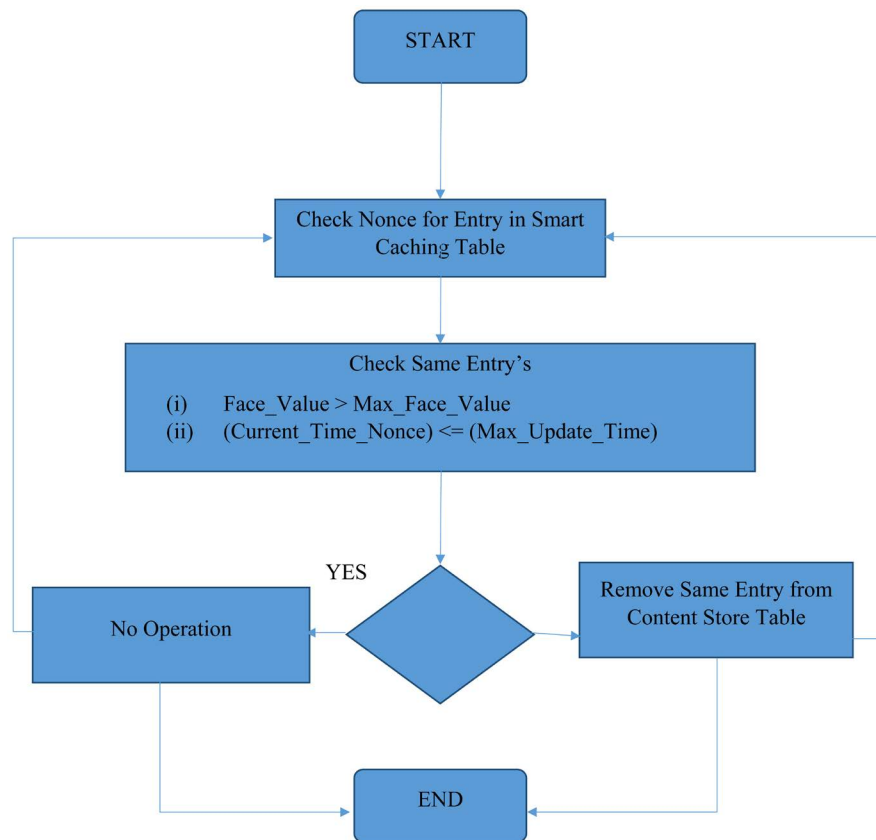 START
Check Nonce for Entry in Smart
Caching Table
Check Same Entry's
(i) Face_Value > Max_Face_Value
(ii) (Current_Time_Nonce) <= (Max_Update_Time)
YES
No Operation
Remove Same Entry from
Content Store Table
END